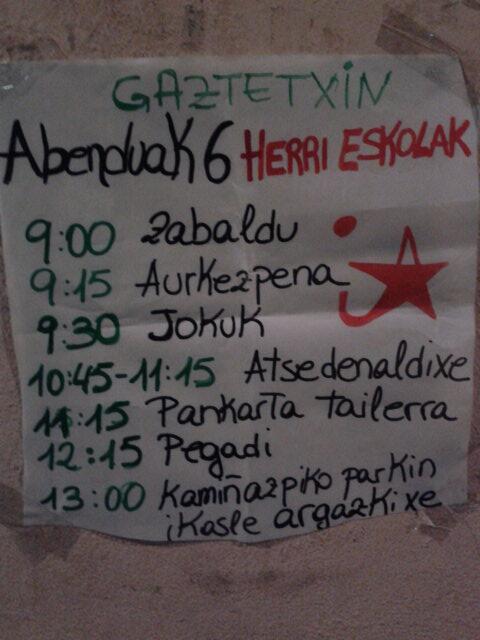 GAZTETXIN
Abenduak 6 HERRI ESKOLAK
9:00 Zabaldu
9:15 Aurkezpena
9:30 Jokuk
10:45-11:15 Atsedenaldixe
11:15 Pankarta tailerra
12:15 Pegadi
13:00 Kamiñazpiko parkin
ikasle argazkixe